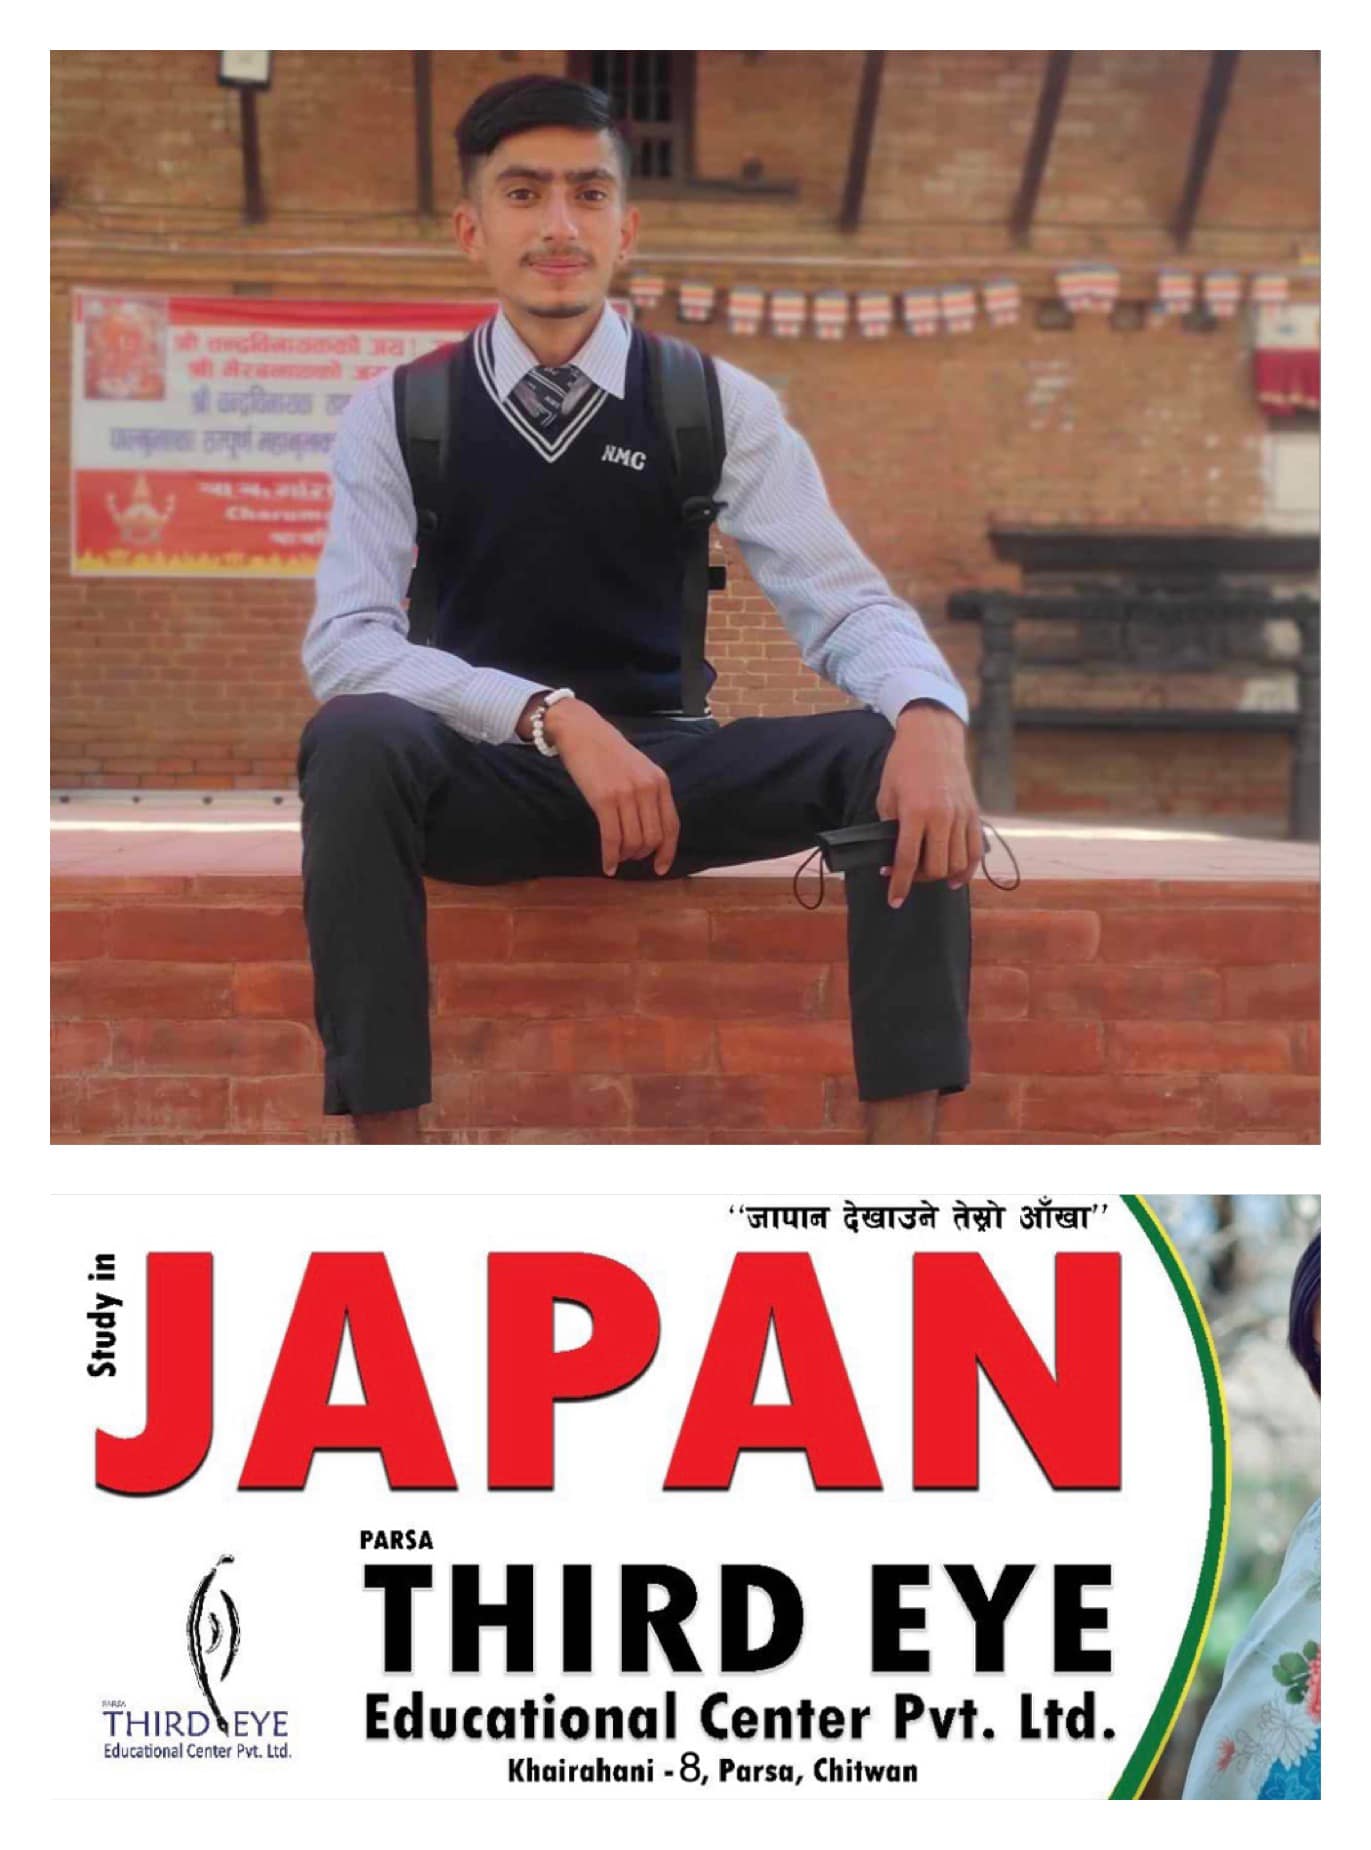 श्री
NMC
"जापान देखाउने तेस्रो आँखा"
Study in
JAPAN
PARSA
THIRD EYE
Educational Center Pvt. Ltd.
Khairahani - 8, Parsa, Chitwan
PARSA
THIRD EYE
Educational Center Pvt. Ltd.